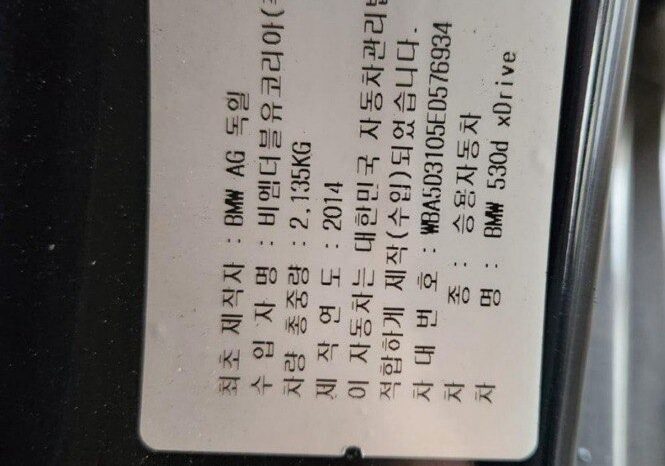 최초 제작자 : BMW AG 독일
수 입 자 명 : 비엠더블유코리아(
차량 총중량 : 2,135KG
제 작 연 도 : 2014
이 자동차는 대한민국 자동차관리법
적합하게 제작(수입)되었습니다.
차 대 번 호 : WBA5D3105ED576934
차 종 : 승용자동차
차 명 : BMW 530d xDrive